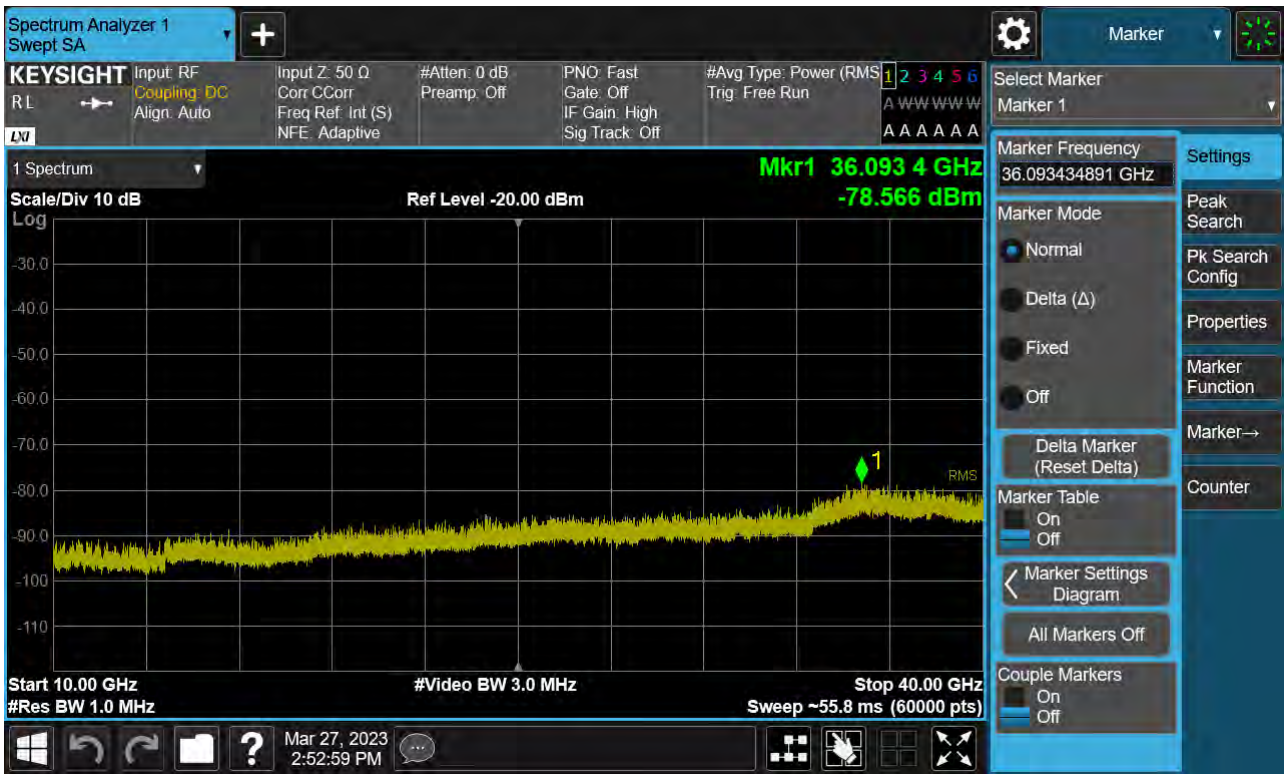 Spectrum Analyzer 1
Swept SA
+
Marker
KEYSIGHT
RL
LXI
Input: RF
Coupling: DC
Align: Auto
Input Z: 50 Ω
Corr CCorr
Freq Ref: Int (S)
NFE: Adaptive
#Atten: 0 dB
Preamp: Off
PNO: Fast
Gate: Off
IF Gain: High
Sig Track: Off
#Avg Type: Power (RMS
Trig: Free Run
1 2 3 4 5 6
A W W W W W
A A A A A A
Select Marker
Marker 1
1 Spectrum
Mkr1 36.093 4 GHz
-78.566 dBm
Scale/Div 10 dB
Ref Level -20.00 dBm
Log
-30.0
-40.0
-50.0
-60.0
-70.0
-80.0
-90.0
-100
-110
1
RMS
Start 10.00 GHz
#Video BW 3.0 MHz
Stop 40.00 GHz
#Res BW 1.0 MHz
Sweep ~55.8 ms (60000 pts)
Marker Frequency
36.093434891 GHz
Marker Mode
Normal
Delta (Δ)
Fixed
Off
Delta Marker
(Reset Delta)
Marker Table
On
Off
Marker Settings
Diagram
All Markers Off
Couple Markers
On
Off
Settings
Peak
Search
Pk Search
Config
Properties
Marker
Function
Marker→
Counter
?
Mar 27, 2023
2:52:59 PM